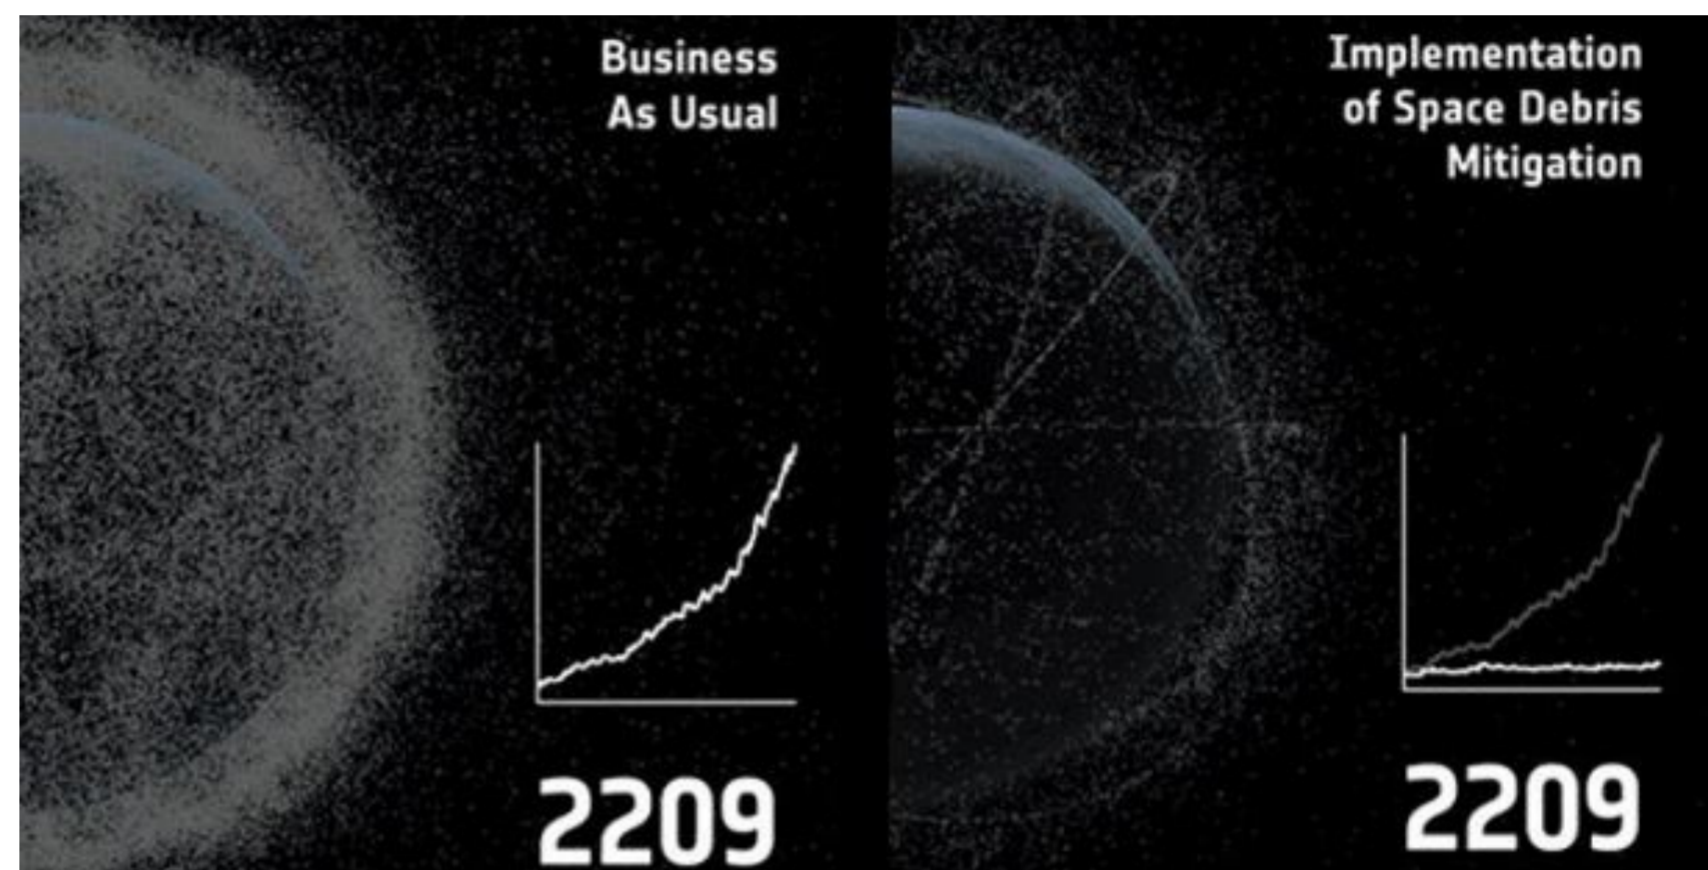 Business
As Usual
2209
Implementation
of Space Debris
Mitigation
2209